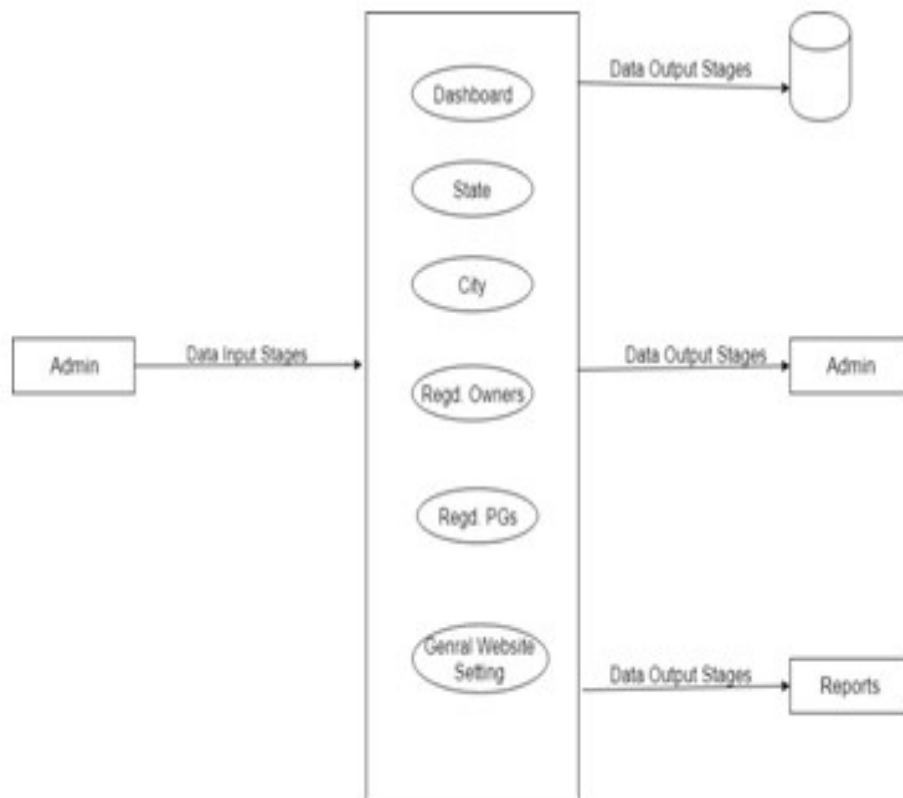 Data Output Stages
Dashboard
State
City
Admin
Data Input Stages
Data Output Stages
Admin
Regd. Owners
Regd. PGs
Genral Website
Setting
Data Output Stages
Reports